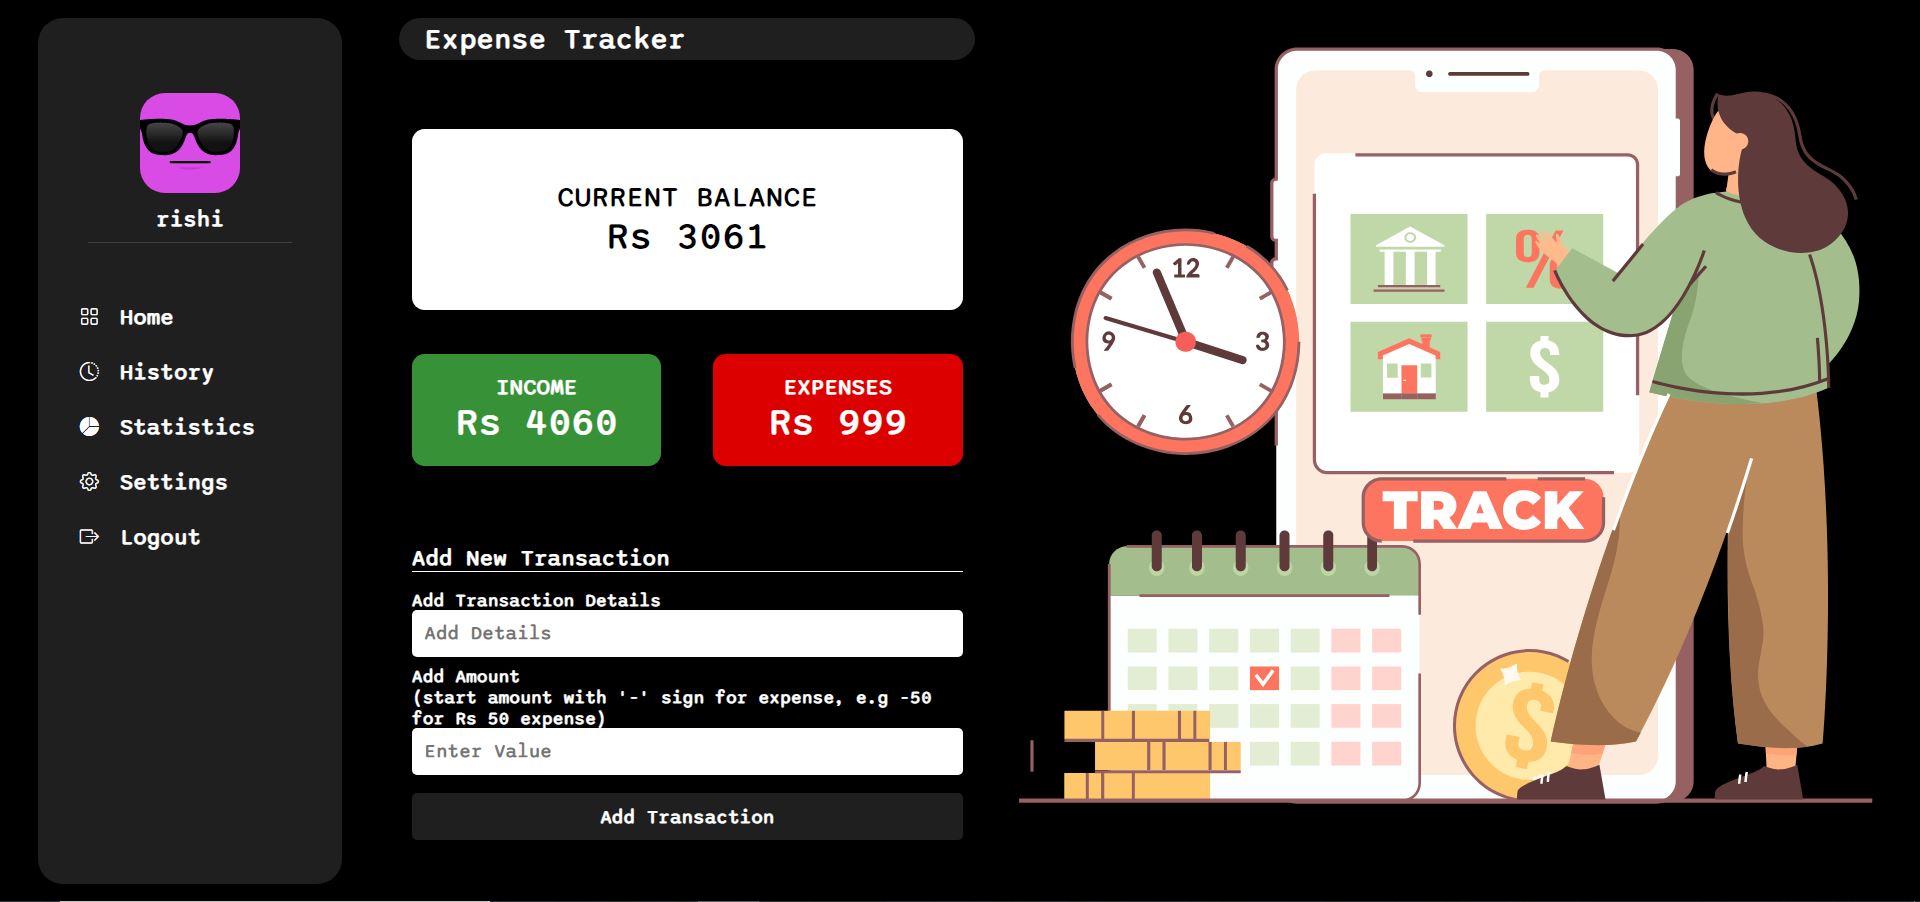 rishi
Home
History
Statistics
Settings
Logout
Expense Tracker
CURRENT BALANCE
Rs 3061
INCOME
Rs 4060
EXPENSES
Rs 999
Add New Transaction
Add Transaction Details
Add Details
Add Amount
(start amount with '-' sign for expense, e.g -50
for Rs 50 expense)
Enter Value
Add Transaction
12
3
6
9
%
$
TRACK
$